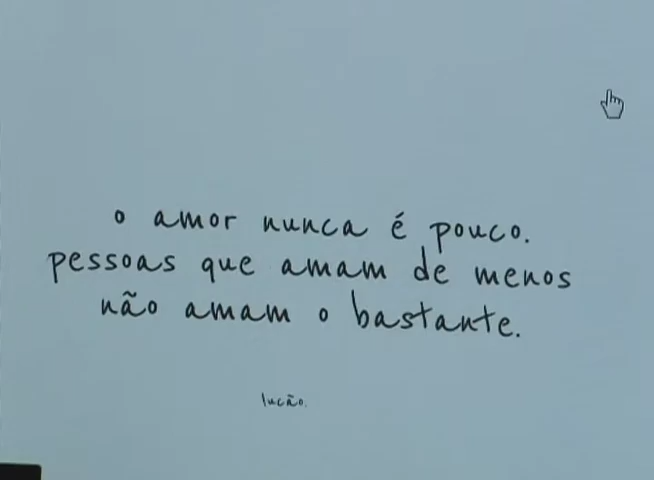 o amor nunca é pouco.
pessoas que amam de menos
não amam o bastante.
lucão.